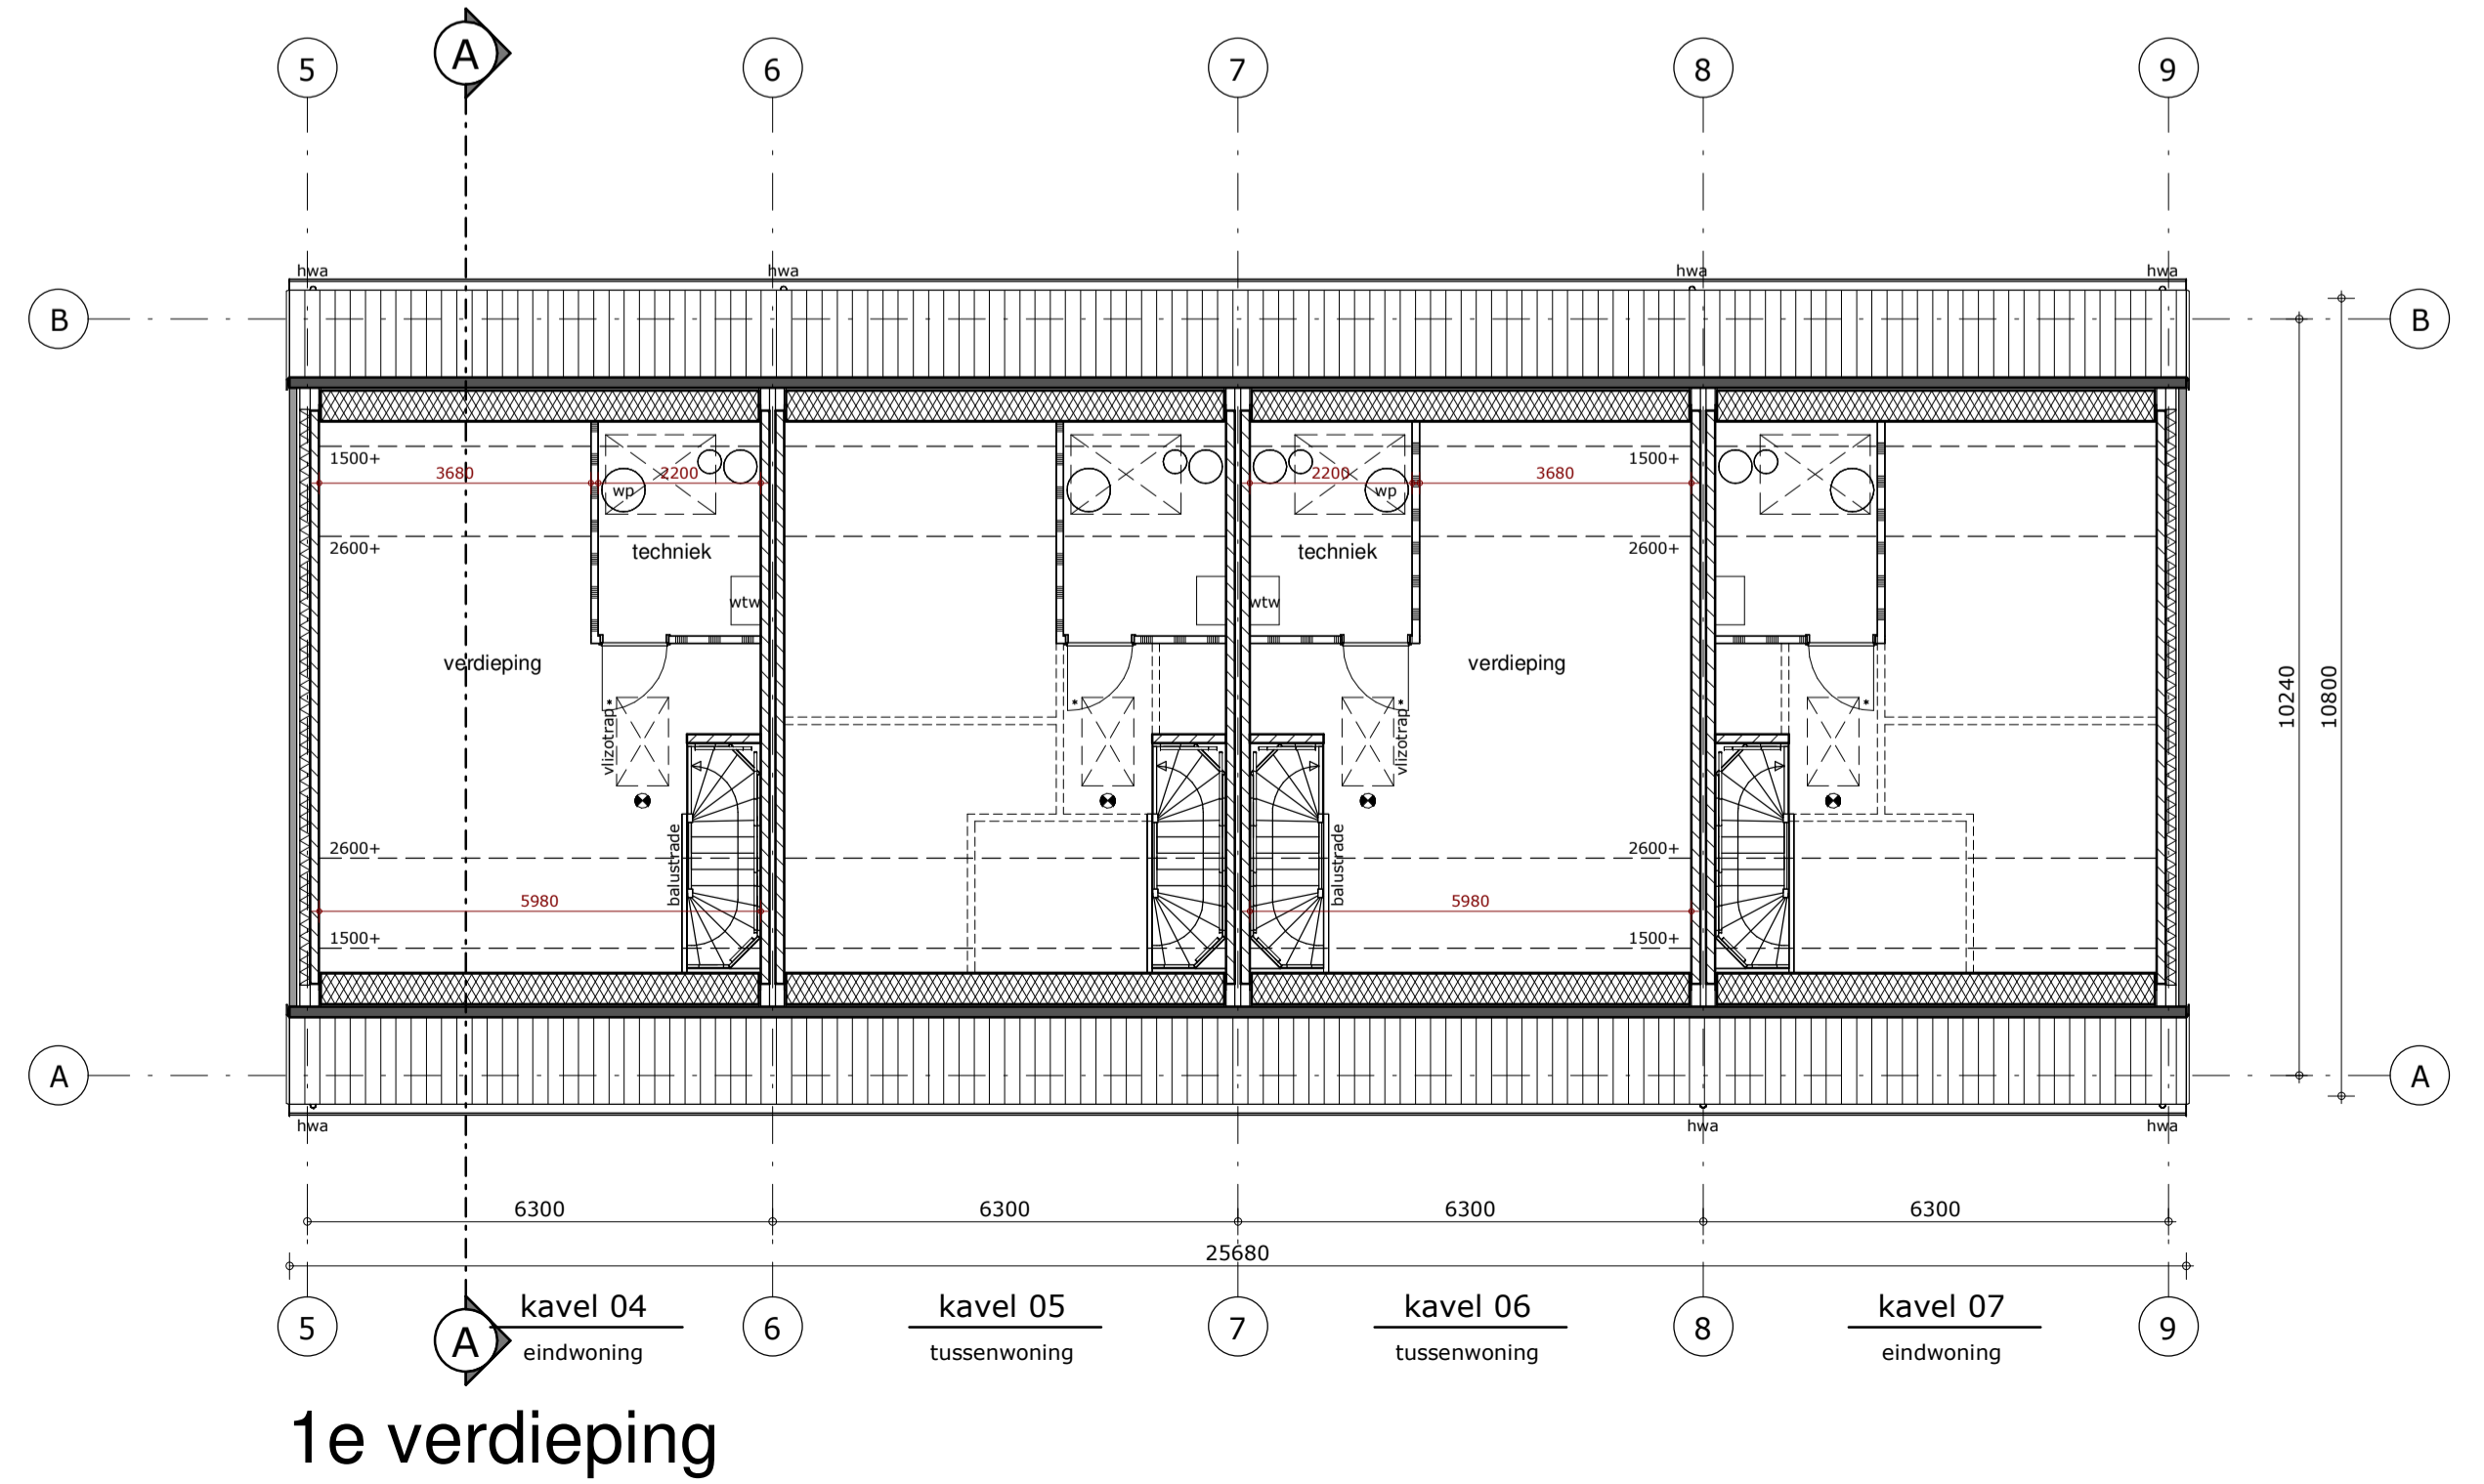 A
5
6
7
8
9
hwa
hwa
hwa
hwa
B
B
1500+
3680
2200
2200
3680
1500+
wp
wp
2600+
techniek
techniek
2600+
wtw
wtw
verdieping
verdieping
*
*
*
*
vlizotrap
vlizotrap
10240
10800
2600+
balustrade
balustrade
2600+
5980
5980
1500+
1500+
A
A
hwa
hwa
hwa
6300
6300
6300
6300
25680
kavel 04
kavel 05
kavel 06
kavel 07
5
A
6
7
8
9
eindwoning
tussenwoning
tussenwoning
eindwoning
1e verdieping